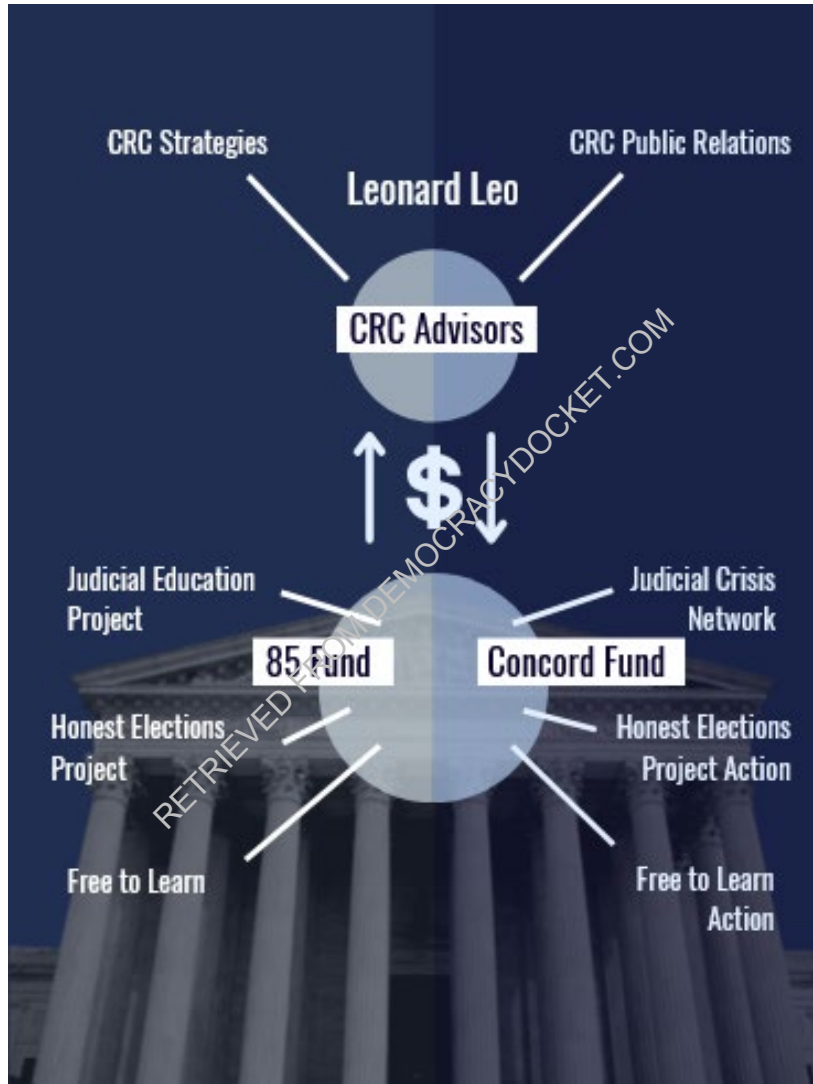 CRC Strategies
CRC Public Relations
Leonard Leo
CRC Advisors
$
Judicial Education
Project
Judicial Crisis
Network
85 Fund
Concord Fund
Honest Elections
Project
Honest Elections
Project Action
Free to Learn
Free to Learn
Action
RETRIEVED FROM DEMOCRACYDOCKET.COM